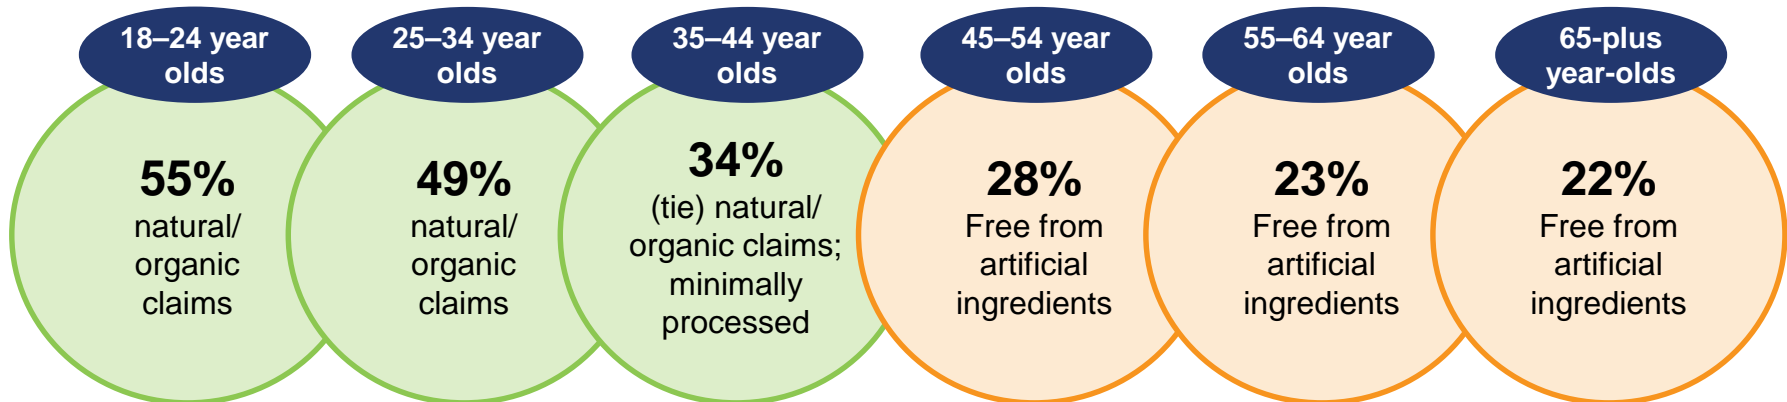 18–24 year
olds
55%
natural/
organic
claims
25–34 year
olds
49%
natural/
organic
claims
35–44 year
olds
34%
(tie) natural/
organic claims;
minimally
processed
45–54 year
olds
28%
Free from
artificial
ingredients
55–64 year
olds
23%
Free from
artificial
ingredients
65-plus
year-olds
22%
Free from
artificial
ingredients